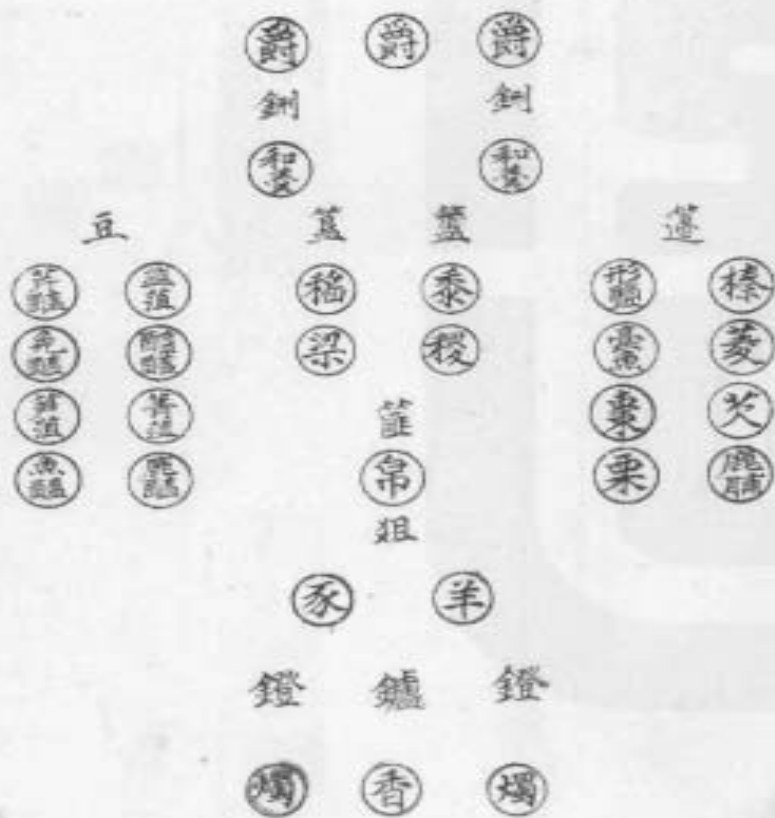 爵 爵 爵
鉶 鉶
和羹 和羹
豆 簋 簠 籩
芹醢 韭菹 稻 黍 形鹽 榛
兔醢 醓醢 梁 稷 藁魚 菱
筍菹 菁菹 棗 芡
魚醢 鹿醢 栗 鹿脯
篚
帛
俎
豕 羊
鐙 鑪 鐙
燭 香 燭